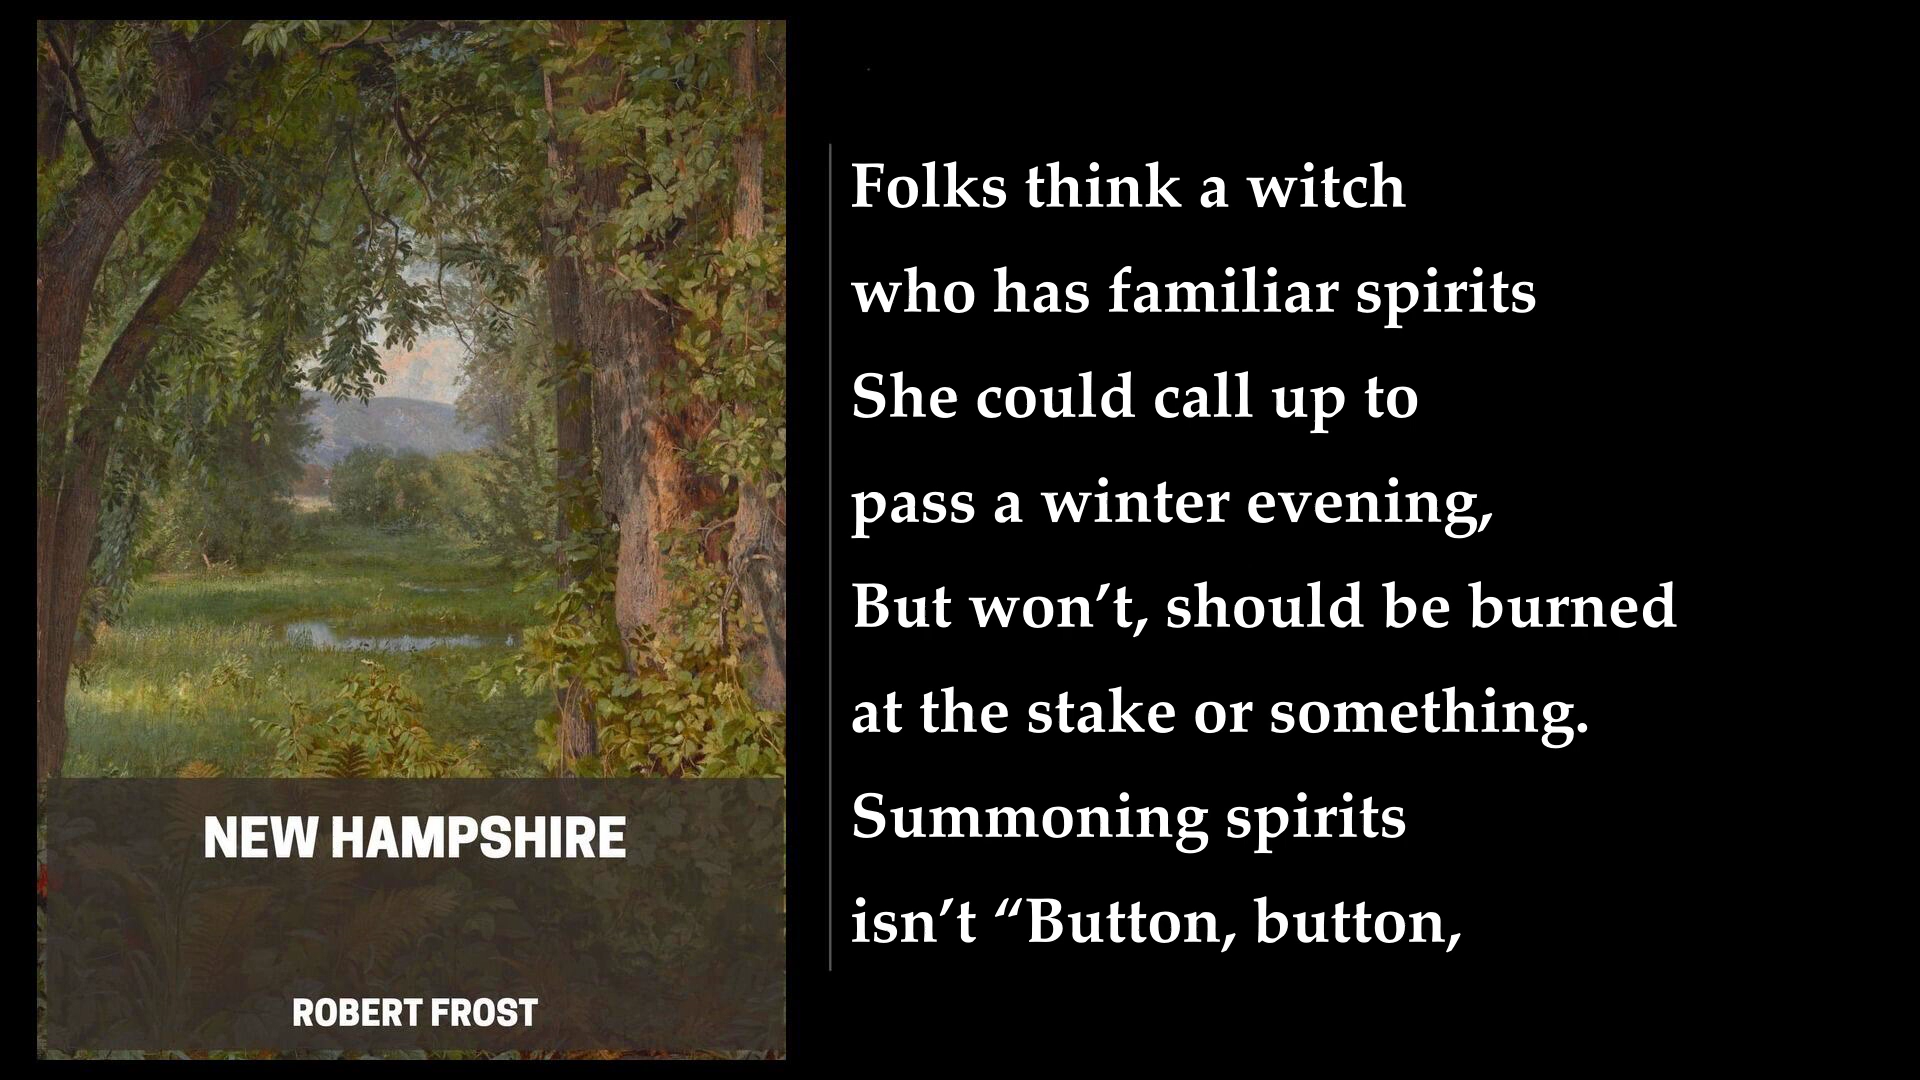 NEW HAMPSHIRE
ROBERT FROST
Folks think a witch
who has familiar spirits
She could call up to
pass a winter evening,
But won’t, should be burned
at the stake or something.
Summoning spirits
isn’t “Button, button,